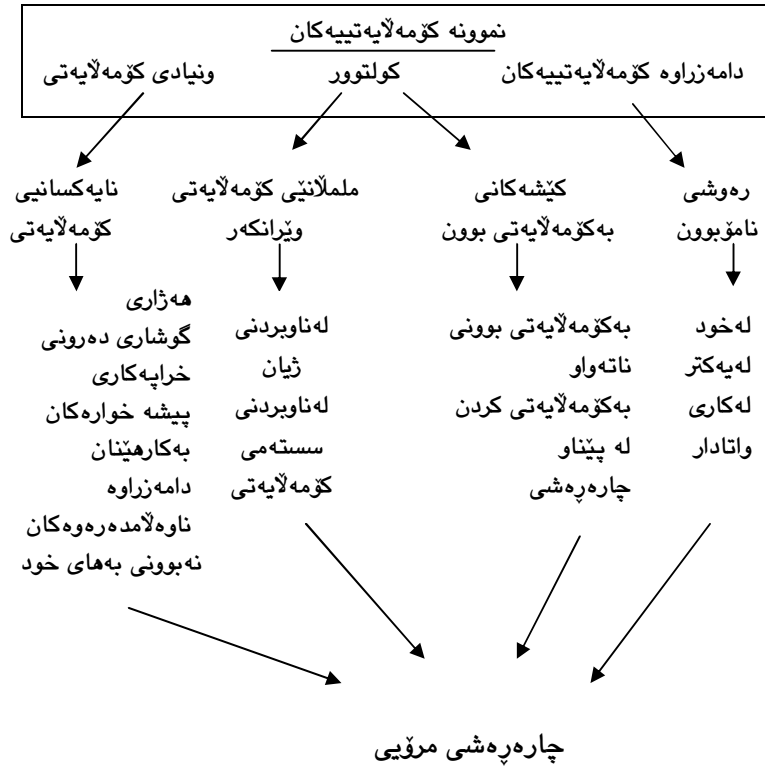 نموونە کۆمەڵایەتییەکان
دامەزراوە کۆمەڵایەتییەکان
کولتوور
ونیادی کۆمەڵایەتی
رەوشی
نامۆبوون
کێشەکانی
بەکۆمەڵایەتی بوون
ململانێی کۆمەڵایەتی
وێرانکەر
نایەکسانیی
کۆمەڵایەتی
لەخود
لەیەکتر
لەکاری
واتادار
بەکۆمەڵایەتی بوونی
ناتەواو
بەکۆمەڵایەتی کردن
لە پێناو
چارەڕەشی
لەناوبردنی
ژیان
لەناوبردنی
سستەمی
کۆمەڵایەتی
هەژاری
گوشاری دەرونی
خراپەکاری
پیشە خوارەکان
بەکارهێنان
دامەزراوە
ناوەڵامدەرەوەکان
نەبوونی بەهای خود
چارەڕەشی مرۆیی